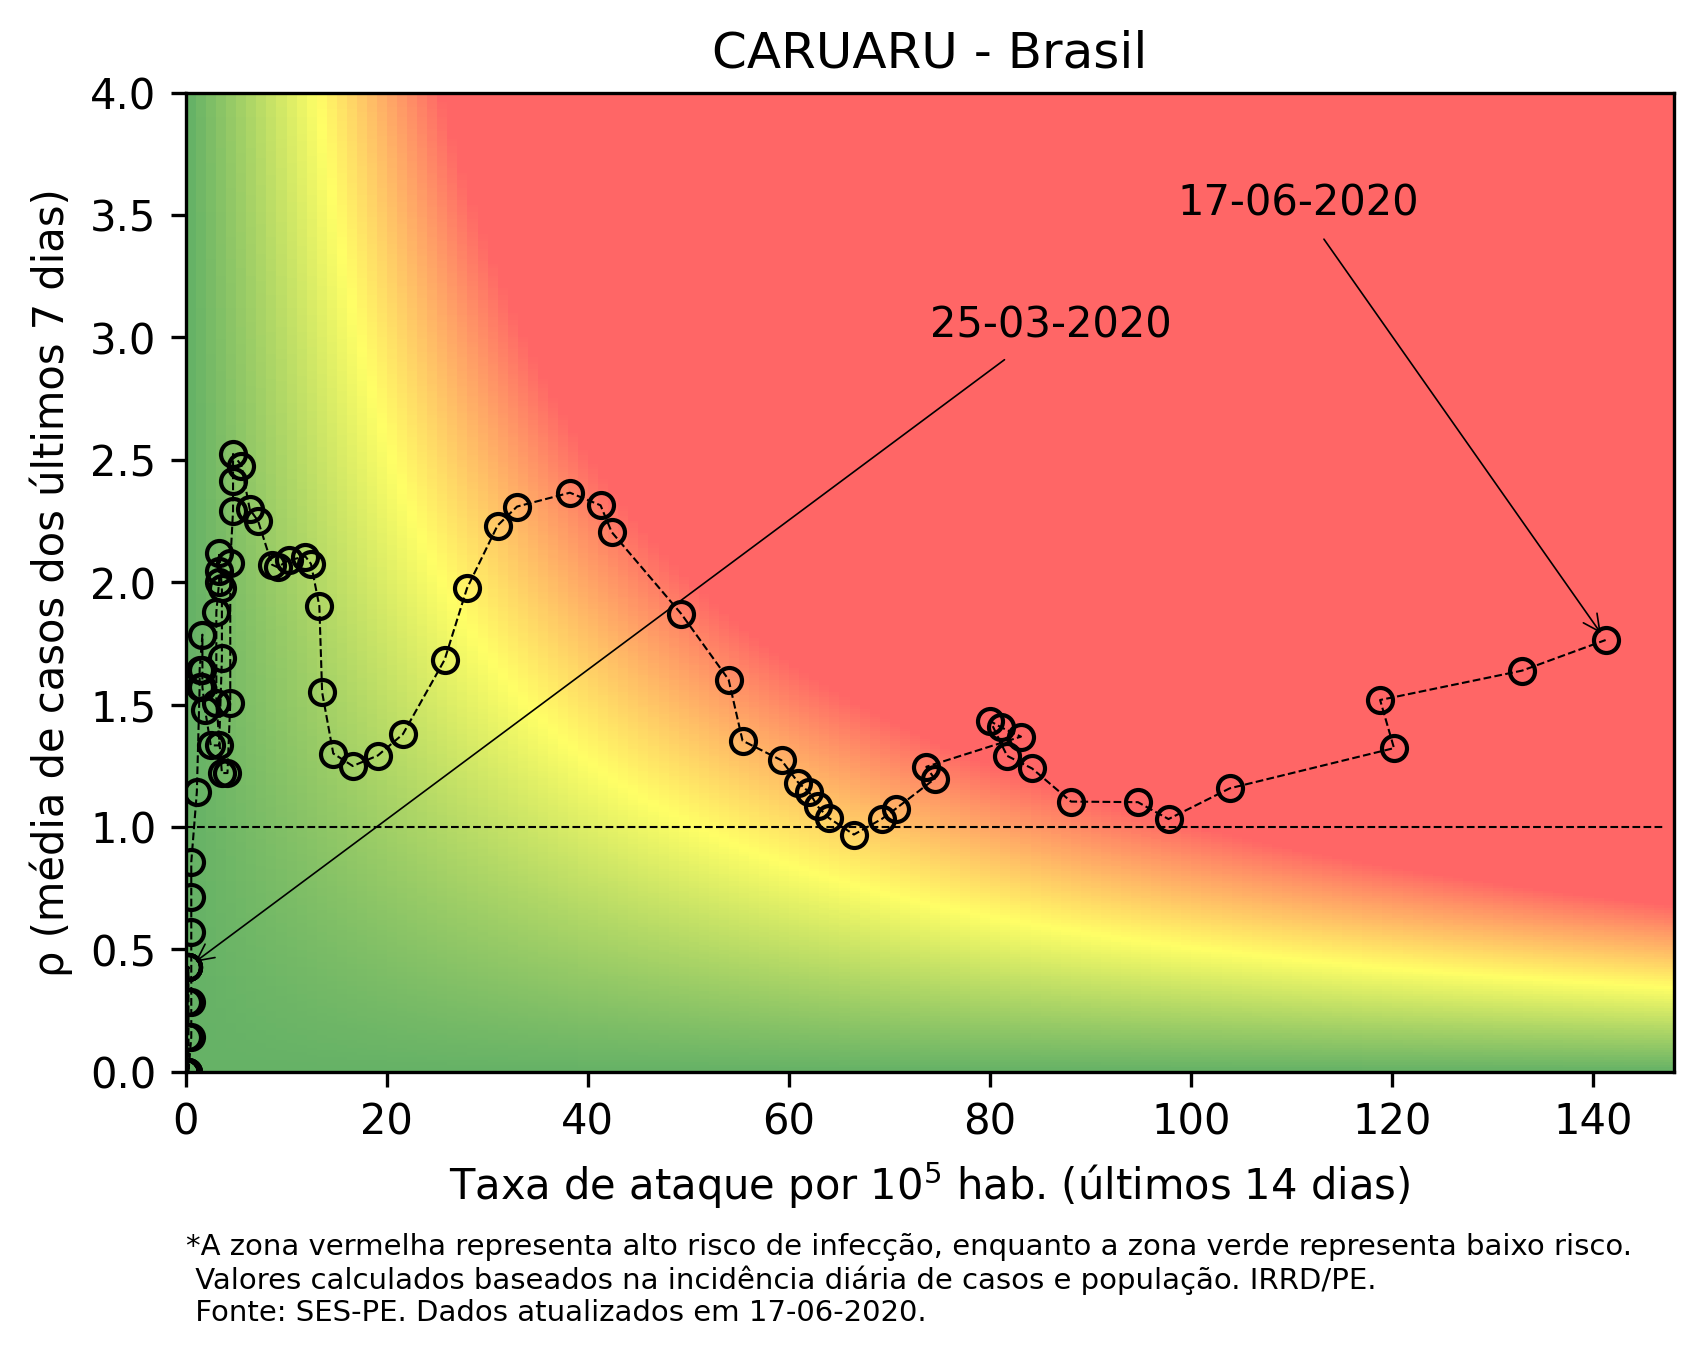 CARUARU - Brasil
4.0
3.5
3.0
2.5
2.0
1.5
1.0
0.5
0.0
ρ (média de casos dos últimos 7 dias)
17-06-2020
25-03-2020
0 20 40 60 80 100 120 140
Taxa de ataque por 10⁵ hab. (últimos 14 dias)
*A zona vermelha representa alto risco de infecção, enquanto a zona verde representa baixo risco.
Valores calculados baseados na incidência diária de casos e população. IRRD/PE.
Fonte: SES-PE. Dados atualizados em 17-06-2020.